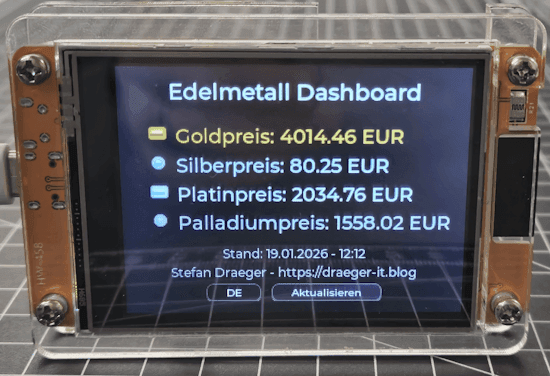 Edelmetall Dashboard
Goldpreis: 4014.46 EUR
Silberpreis: 80.25 EUR
Platinpreis: 2034.76 EUR
Palladiumpreis: 1558.02 EUR
Stand: 19.01.2026 - 12:12
Stefan Draeger - https://draeger-it.blog
DE Aktualisieren